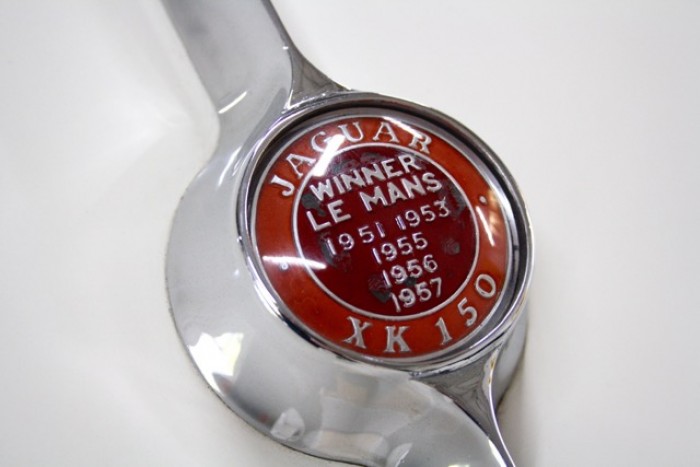 JAGUAR
WINNER
LE MANS
1951 1953
1955
1956
1957
XK 150